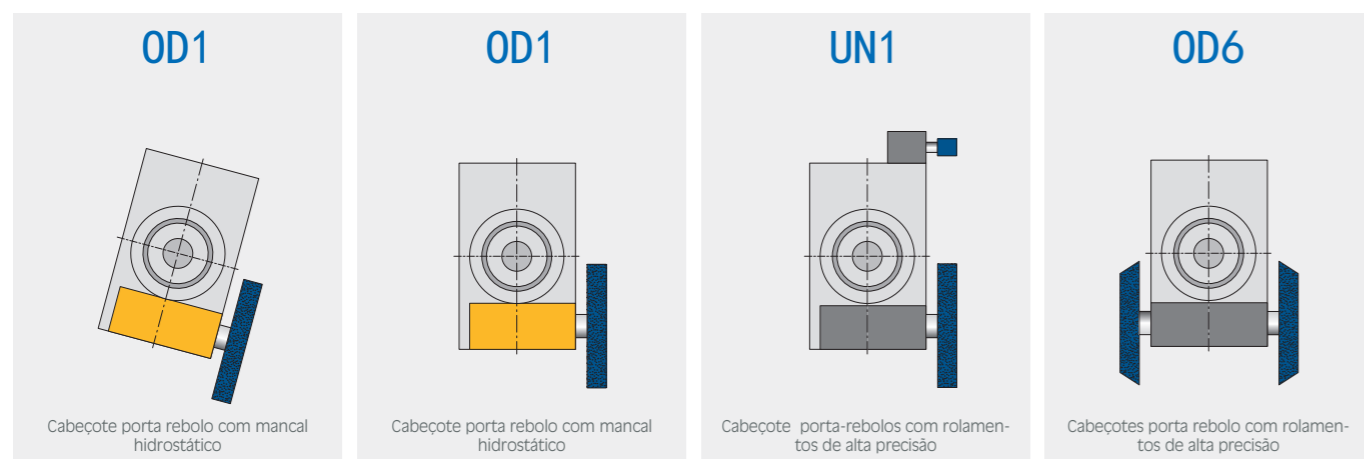 OD1
Cabeçote porta rebolo com mancal
hidrostático
OD1
Cabeçote porta rebolo com mancal
hidrostático
UN1
Cabeçote porta-rebolos com rolamen-
tos de alta precisão
OD6
Cabeçotes porta rebolo com rolamen-
tos de alta precisão